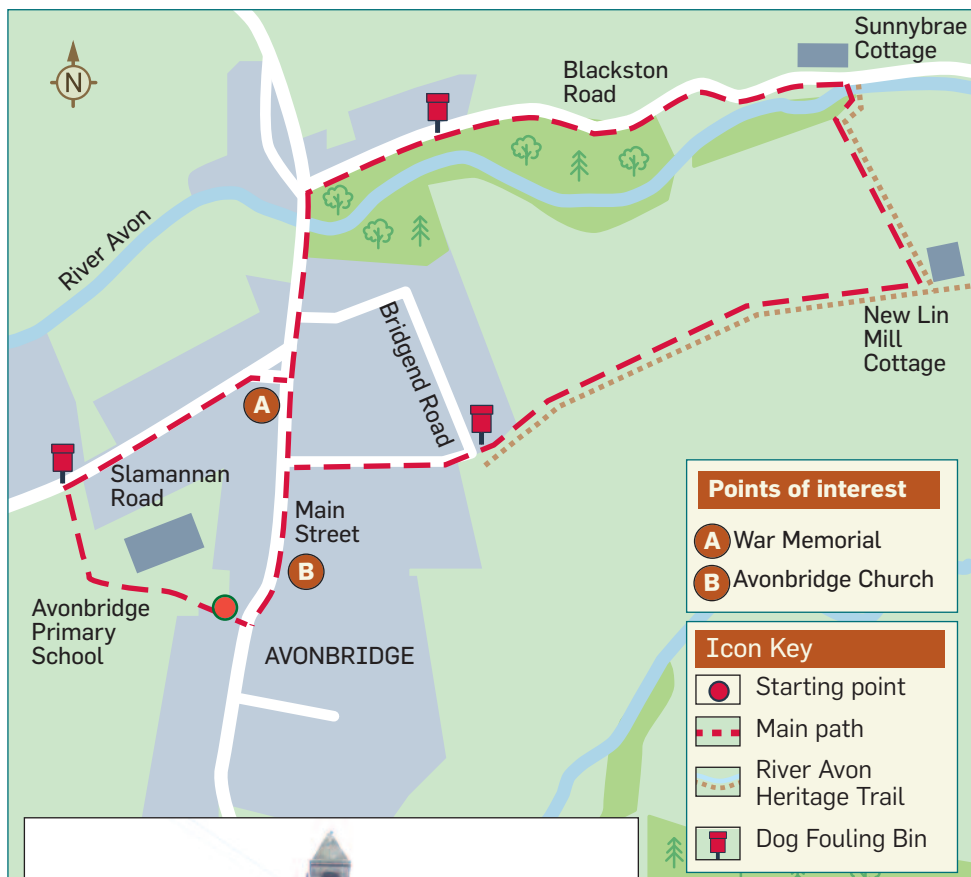 Sunnybrae
Cottage
Blackston
Road
N
River Avon
Bridgend Road
New Lin
Mill
Cottage
A
Slamannan
Road
Main
Street
B
Avonbridge
Primary
School
AVONBRIDGE
Points of interest
A War Memorial
B Avonbridge Church
Icon Key
Starting point
Main path
River Avon
Heritage Trail
Dog Fouling Bin